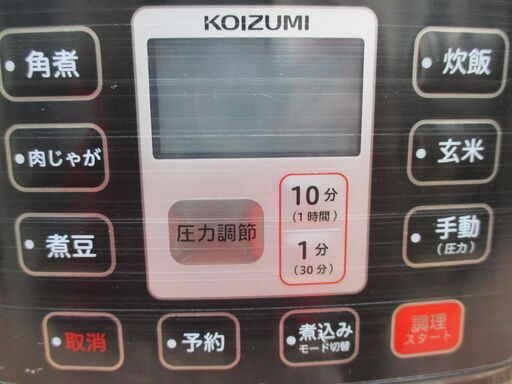 KOIZUMI
角煮
肉じゃが
煮豆
圧力調節
10分
(1時間)
1分
(30分)
炊飯
玄米
手動
(圧力)
取消
予約
煮込み
モード切替
調理
スタート